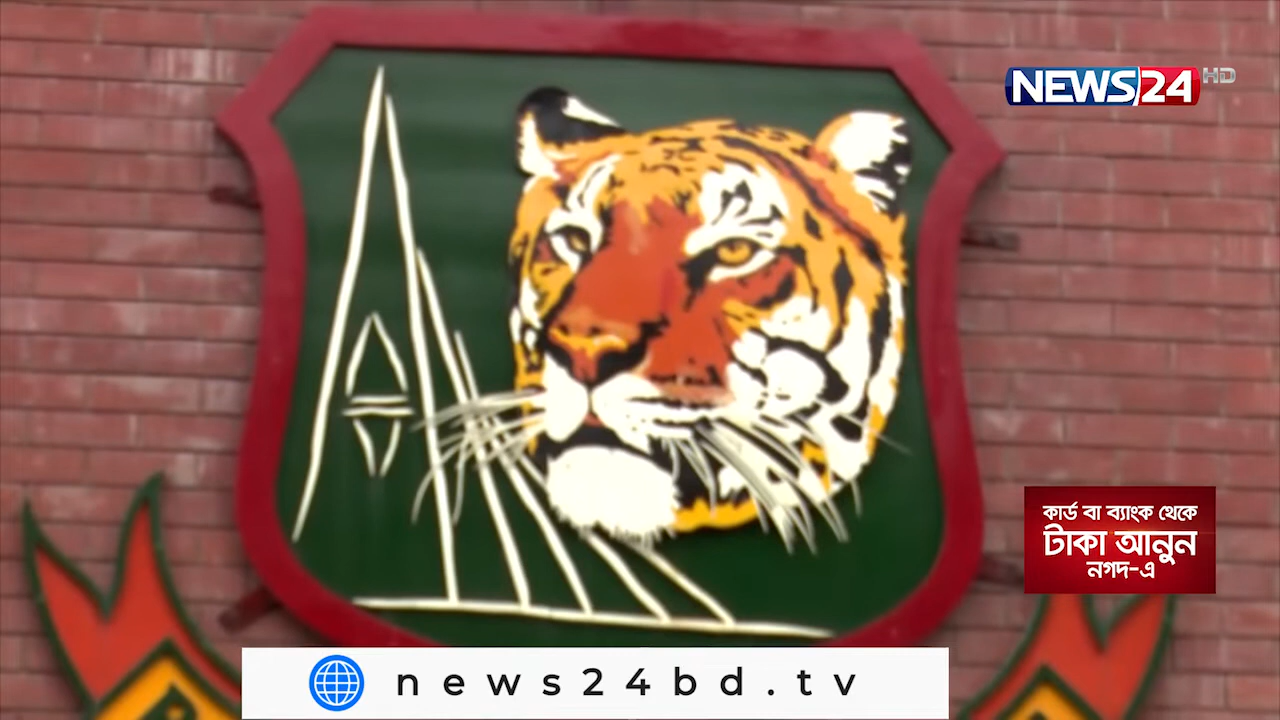 NEWS24 HD
কার্ড বা ব্যাংক থেকে
টাকা আনুন
নগদ-এ
news24bd.tv